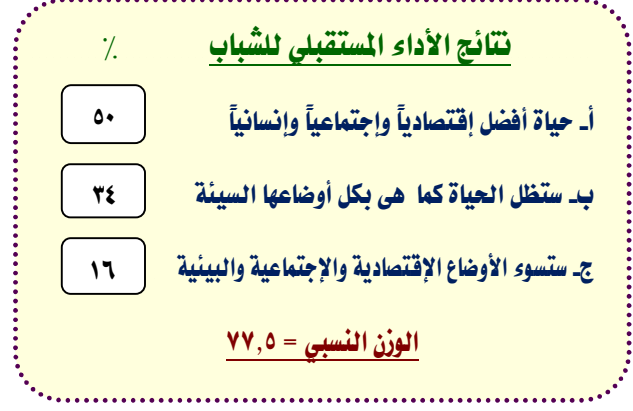 نتائج الأداء المستقبلي للشباب ٪
أ‌ـ حياة أفضل إقتصادياً وإجتماعياً وإنسانياً ٥٠
ب‌ـ ستظل الحياة كما هى بكل أوضاعها السيئة ٣٤
ج‌ـ ستسوء الأوضاع الإقتصادية والإجتماعية والبيئية ١٦
الوزن النسبي = ٧٧,٥